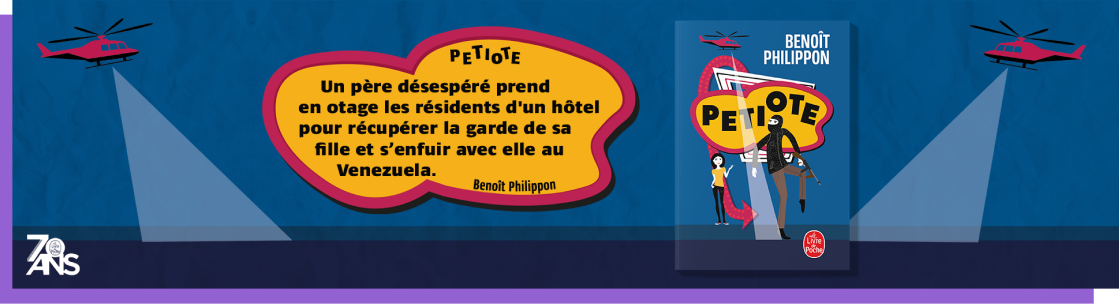 PETIOTE
Un père désespéré prend
en otage les résidents d'un hôtel
pour récupérer la garde de sa
fille et s’enfuir avec elle au
Venezuela.
Benoît Philippon
BENOÎT
PHILIPPON
PETIOTE
Le
Livre
de
Poche
70
ANS